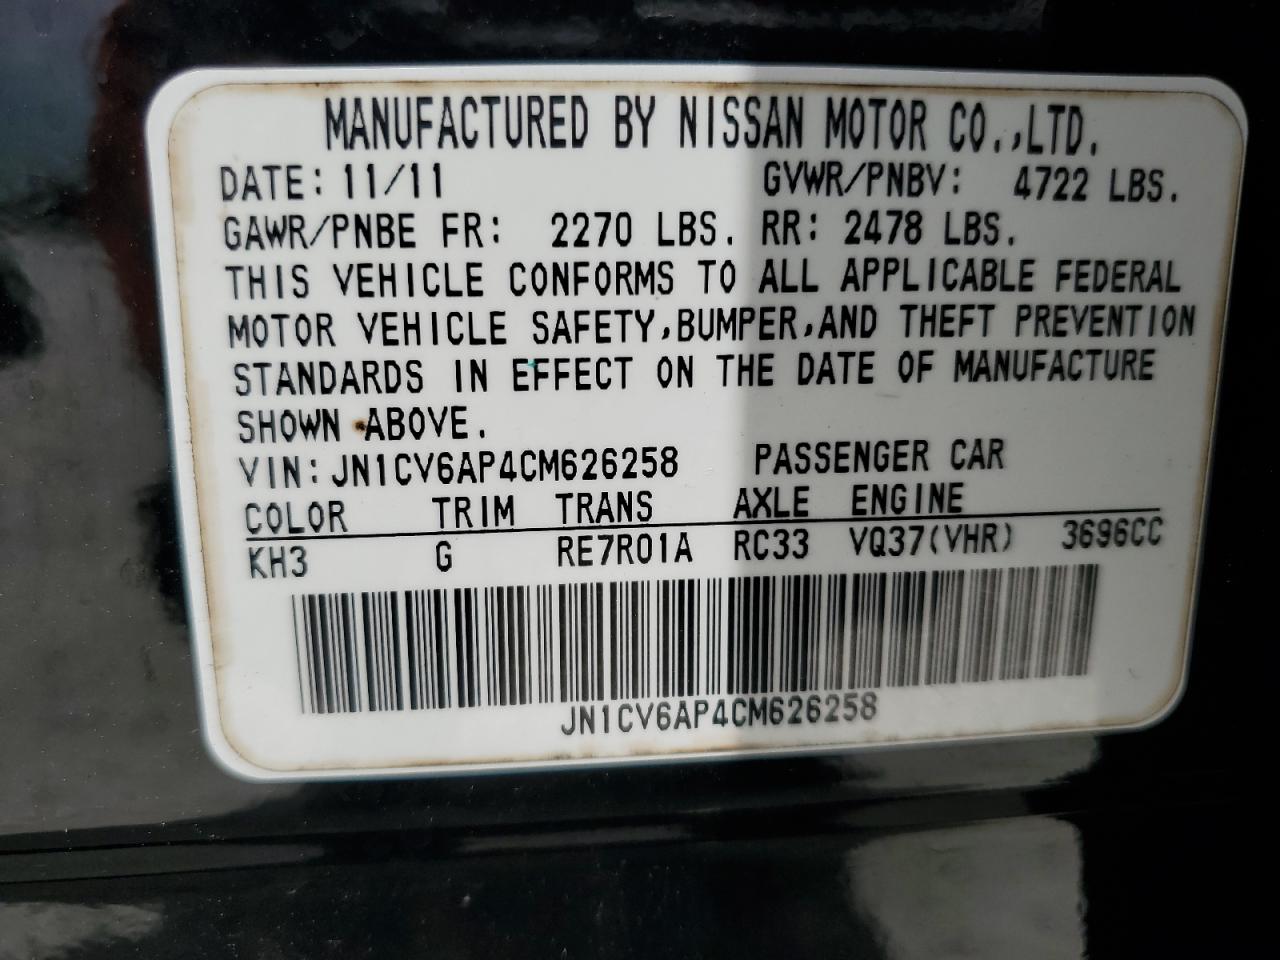 MANUFACTURED BY NISSAN MOTOR CO.,LTD.
DATE: 11/11 GVWR/PNBV: 4722 LBS.
GAWR/PNBE FR: 2270 LBS. RR: 2478 LBS.
THIS VEHICLE CONFORMS TO ALL APPLICABLE FEDERAL
MOTOR VEHICLE SAFETY,BUMPER,AND THEFT PREVENTION
STANDARDS IN EFFECT ON THE DATE OF MANUFACTURE
SHOWN ABOVE.
VIN: JN1CV6AP4CM626258 PASSENGER CAR
COLOR TRIM TRANS AXLE ENGINE
KH3 G RE7R01A RC33 VQ37(VHR) 3696CC
JN1CV6AP4CM626258